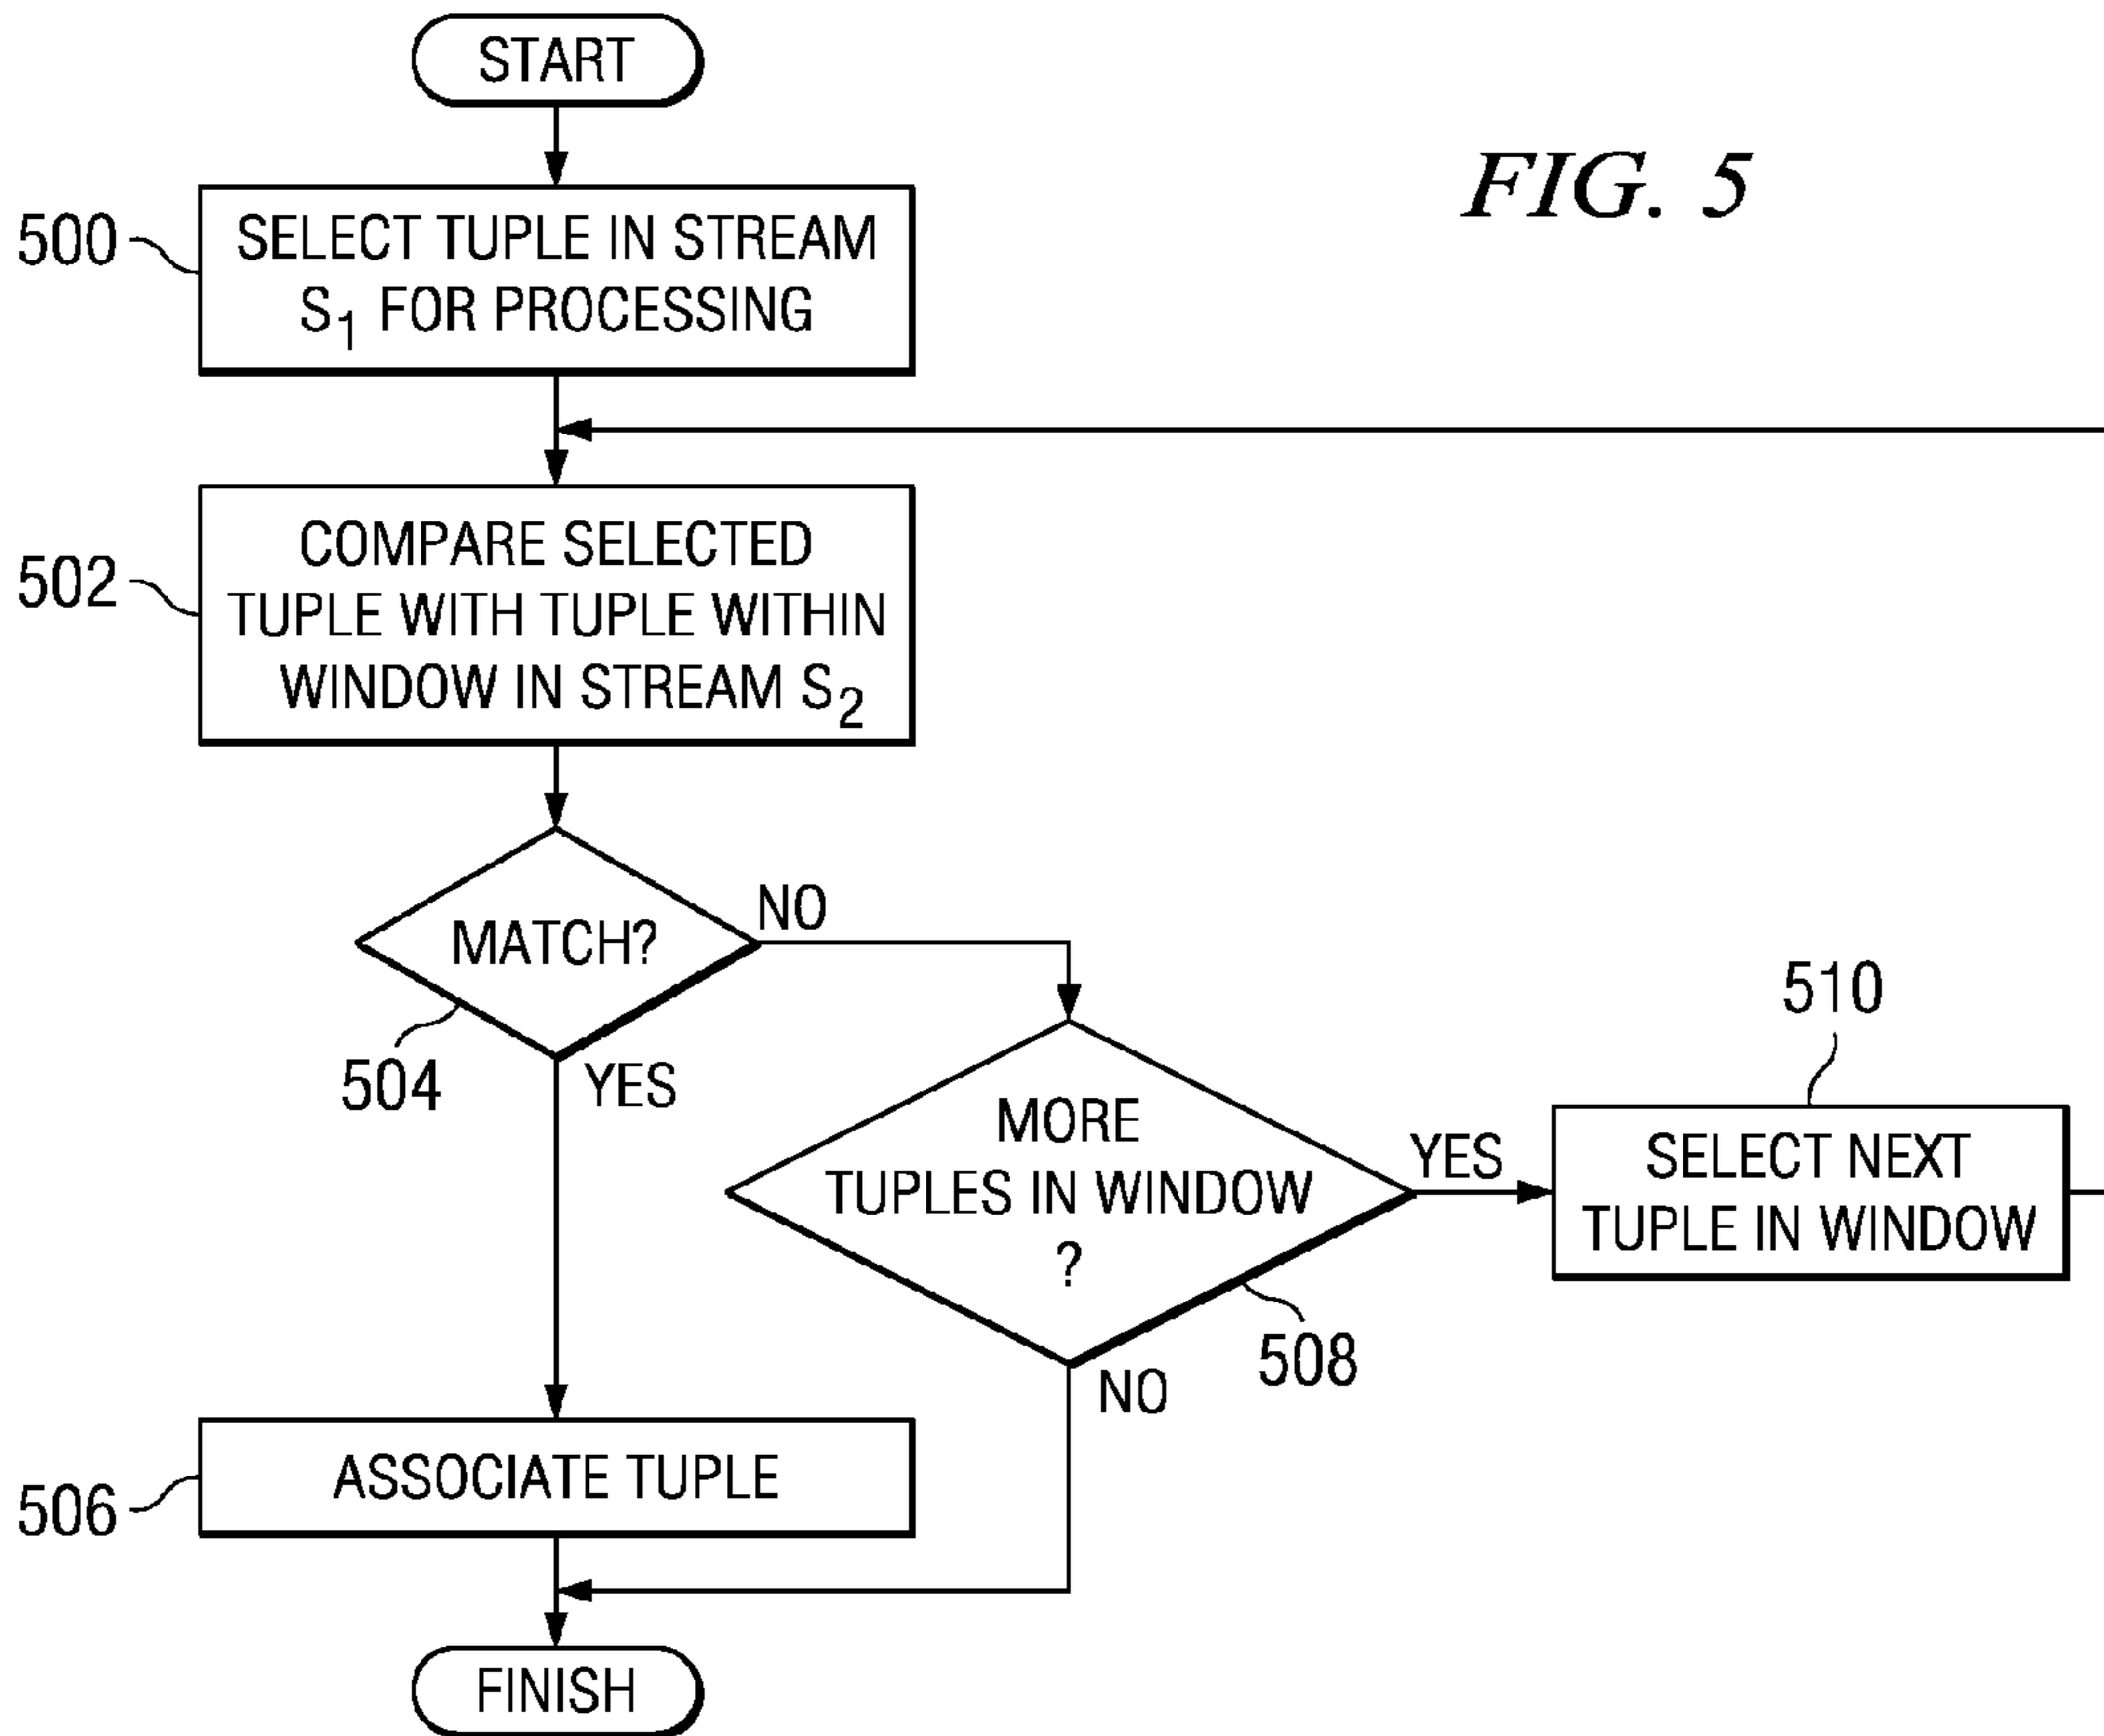 START
FIG. 5
500
SELECT TUPLE IN STREAM
S1 FOR PROCESSING
502
COMPARE SELECTED
TUPLE WITH TUPLE WITHIN
WINDOW IN STREAM S2
MATCH?
NO
504
YES
MORE
TUPLES IN WINDOW
?
YES
508
NO
510
SELECT NEXT
TUPLE IN WINDOW
506
ASSOCIATE TUPLE
FINISH